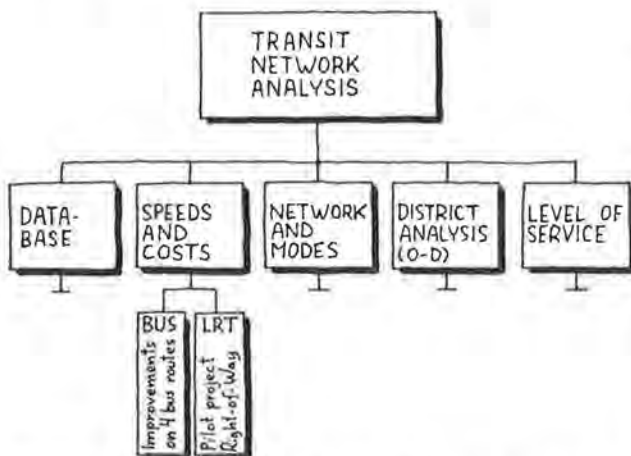 TRANSIT
NETWORK
ANALYSIS
DATA-
BASE
SPEEDS
AND
COSTS
NETWORK
AND
MODES
DISTRICT
ANALYSIS
(O-D)
LEVEL OF
SERVICE
BUS
Improvements
on 4 bus routes
LRT
Pilot project
Right-of-Way